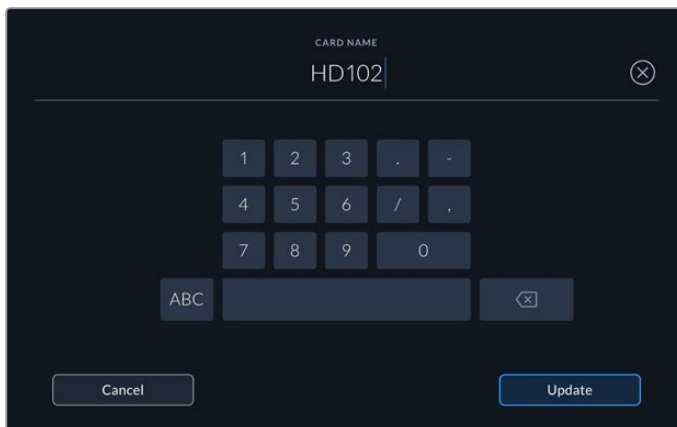 CARD NAME
HD102
1 2 3 . -
4 5 6 / ,
7 8 9 0
ABC
Cancel Update